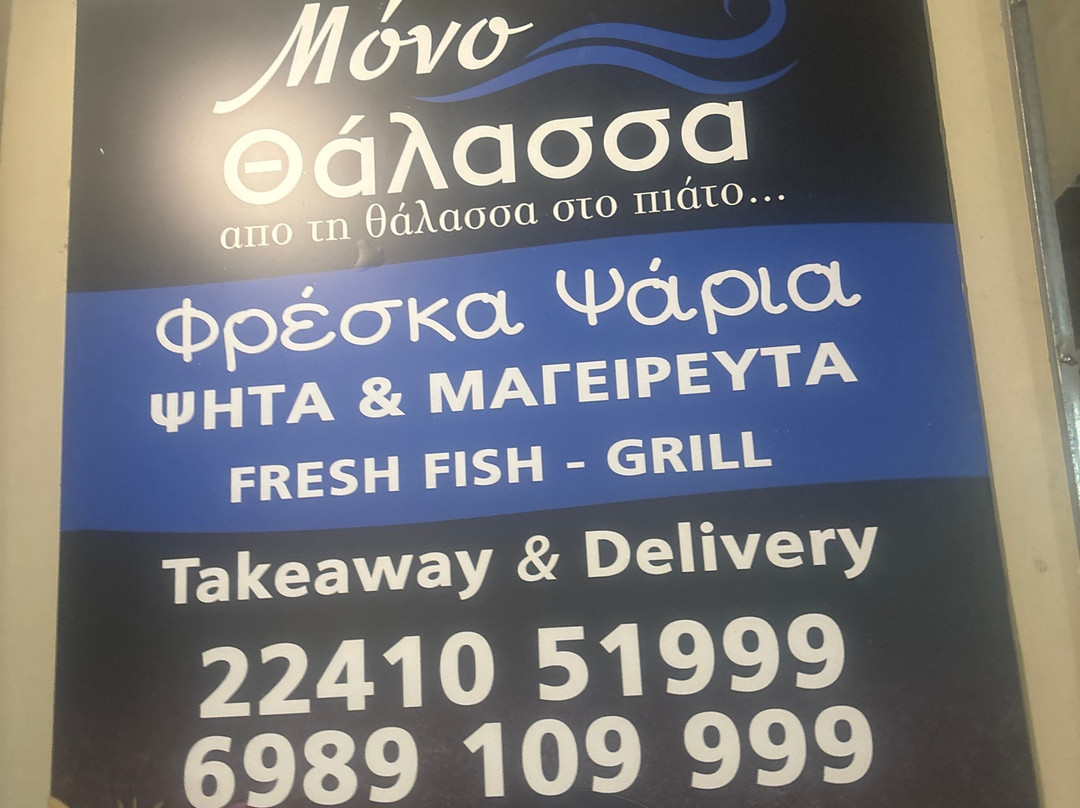 Μόνο
Θάλασσα
απο τη θάλασσα στο πιάτο...
Φρέσκα Ψάρια
ΨΗΤΑ & ΜΑΓΕΙΡΕΥΤΑ
FRESH FISH - GRILL
Takeaway & Delivery
22410 51999
6989 109 999